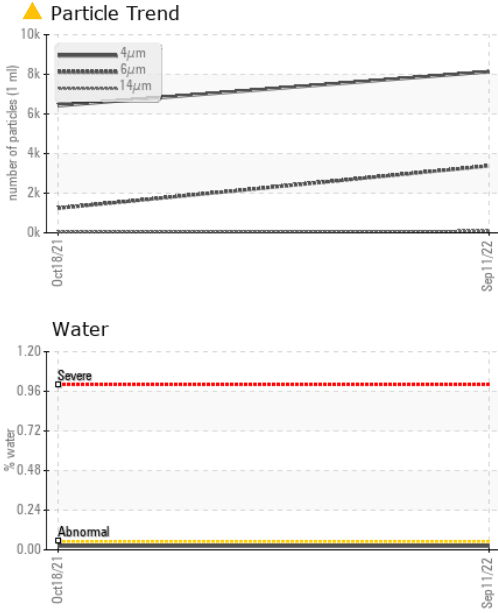 Particle Trend
number of particles (1 ml)
10k
8k
6k
4k
2k
0k
4µm
6µm
14µm
Oct18/21
Sep11/22
Water
% water
1.20
0.96
0.72
0.48
0.24
0.00
Severe
Abnormal
Oct18/21
Sep11/22